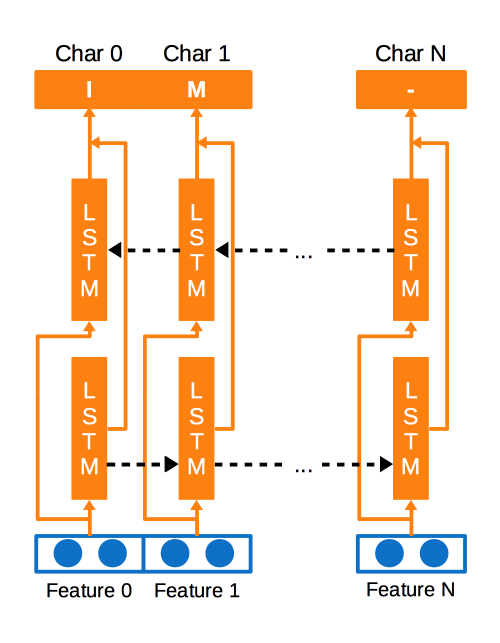 Char 0 Char 1 Char N
I M -
LSTM LSTM ... LSTM
LSTM LSTM ... LSTM
Feature 0 Feature 1 Feature N